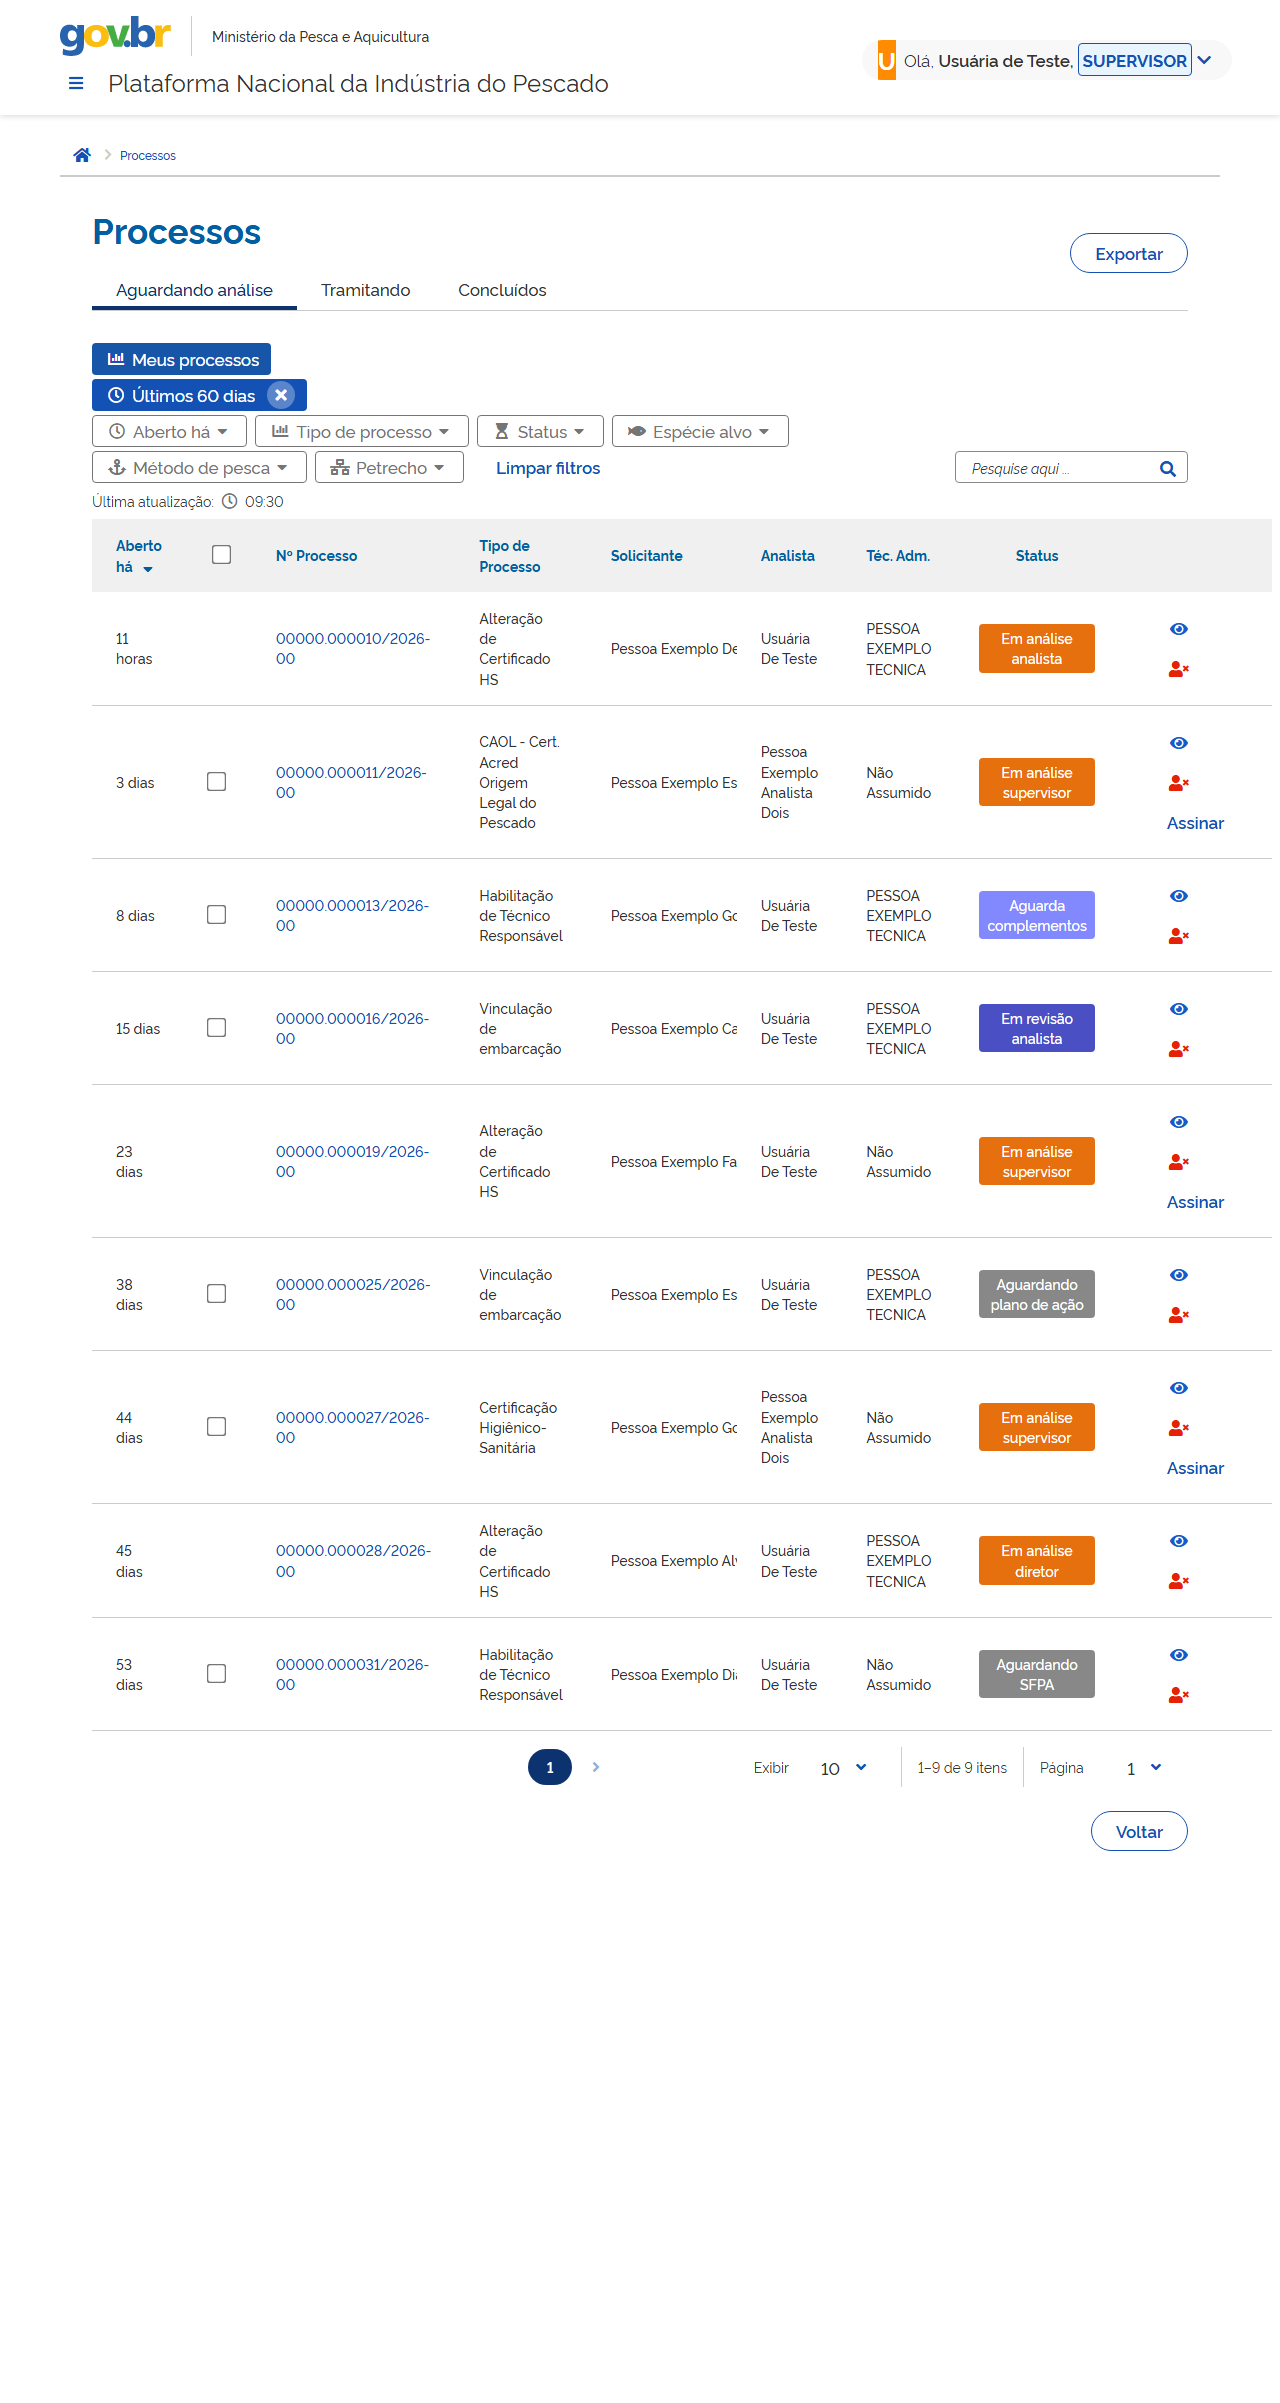 gov.br
Ministério da Pesca e Aquicultura
Plataforma Nacional da Indústria do Pescado
U Olá, Usuária de Teste, SUPERVISOR
Processos
Processos
Exportar
Aguardando análise Tramitando Concluídos
Meus processos
Últimos 60 dias
Aberto há Tipo de processo Status Espécie alvo
Método de pesca Petrecho Limpar filtros Pesquise aqui ...
Última atualização: 09:30
Aberto há Nº Processo Tipo de Processo Solicitante Analista Téc. Adm. Status
11 horas 00000.000010/2026-00 Alteração de Certificado HS Pessoa Exemplo De Usuária De Teste PESSOA EXEMPLO TECNICA Em análise analista
3 dias 00000.000011/2026-00 CAOL - Cert. Acred Origem Legal do Pescado Pessoa Exemplo Es Pessoa Exemplo Analista Dois Não Assumido Em análise supervisor Assinar
8 dias 00000.000013/2026-00 Habilitação de Técnico Responsável Pessoa Exemplo Go Usuária De Teste PESSOA EXEMPLO TECNICA Aguarda complementos
15 dias 00000.000016/2026-00 Vinculação de embarcação Pessoa Exemplo Ca Usuária De Teste PESSOA EXEMPLO TECNICA Em revisão analista
23 dias 00000.000019/2026-00 Alteração de Certificado HS Pessoa Exemplo Fa Usuária De Teste Não Assumido Em análise supervisor Assinar
38 dias 00000.000025/2026-00 Vinculação de embarcação Pessoa Exemplo Es Usuária De Teste PESSOA EXEMPLO TECNICA Aguardando plano de ação
44 dias 00000.000027/2026-00 Certificação Higiênico-Sanitária Pessoa Exemplo Go Pessoa Exemplo Analista Dois Não Assumido Em análise supervisor Assinar
45 dias 00000.000028/2026-00 Alteração de Certificado HS Pessoa Exemplo Alv Usuária De Teste PESSOA EXEMPLO TECNICA Em análise diretor
53 dias 00000.000031/2026-00 Habilitação de Técnico Responsável Pessoa Exemplo Dia Usuária De Teste Não Assumido Aguardando SFPA
1 Exibir 10 1–9 de 9 itens Página 1
Voltar